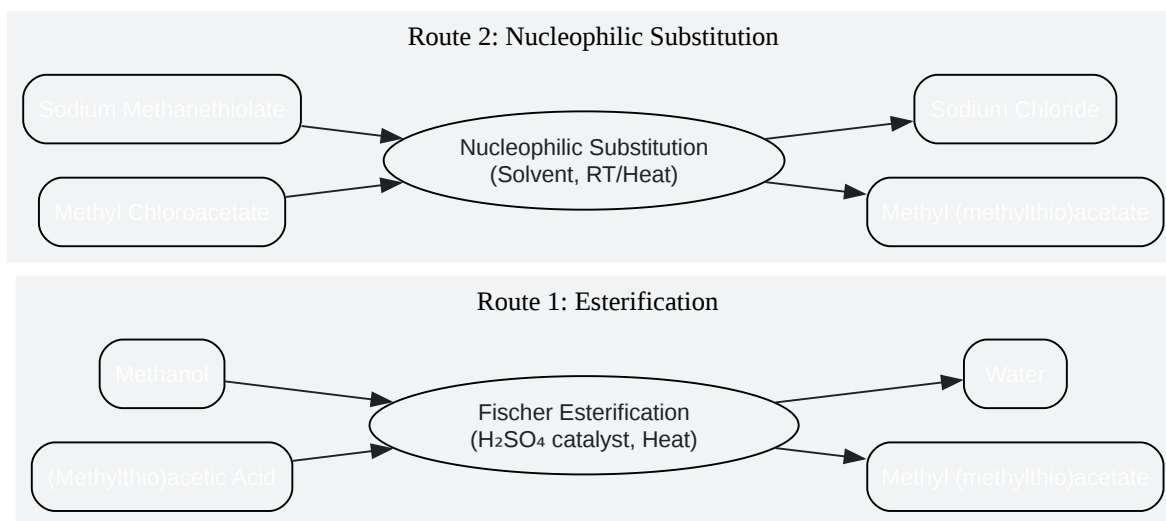 Route 2: Nucleophilic Substitution
Sodium Methanethiolate
Sodium Chloride
Nucleophilic Substitution
(Solvent, RT/Heat)
Methyl Chloroacetate
Methyl (methylthio)acetate
Route 1: Esterification
Methanol
Water
Fischer Esterification
(H₂SO₄ catalyst, Heat)
(Methylthio)acetic Acid
Methyl (methylthio)acetate